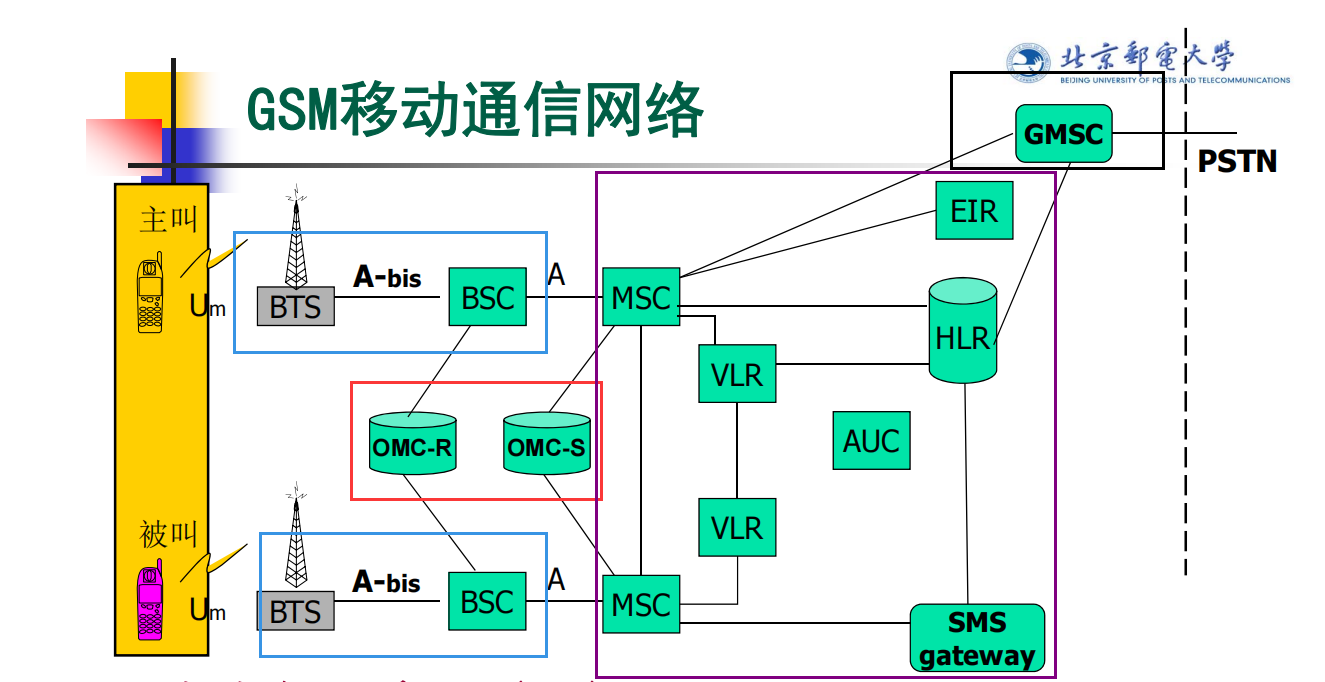 北京郵電大學
BEIJING UNIVERSITY OF POSTS AND TELECOMMUNICATIONS
GSM移动通信网络
GMSC
PSTN
主叫
EIR
A-bis
A
BSC
MSC
Um
BTS
HLR
VLR
OMC-R
OMC-S
AUC
被叫
VLR
A-bis
A
BSC
MSC
Um
BTS
SMS
gateway